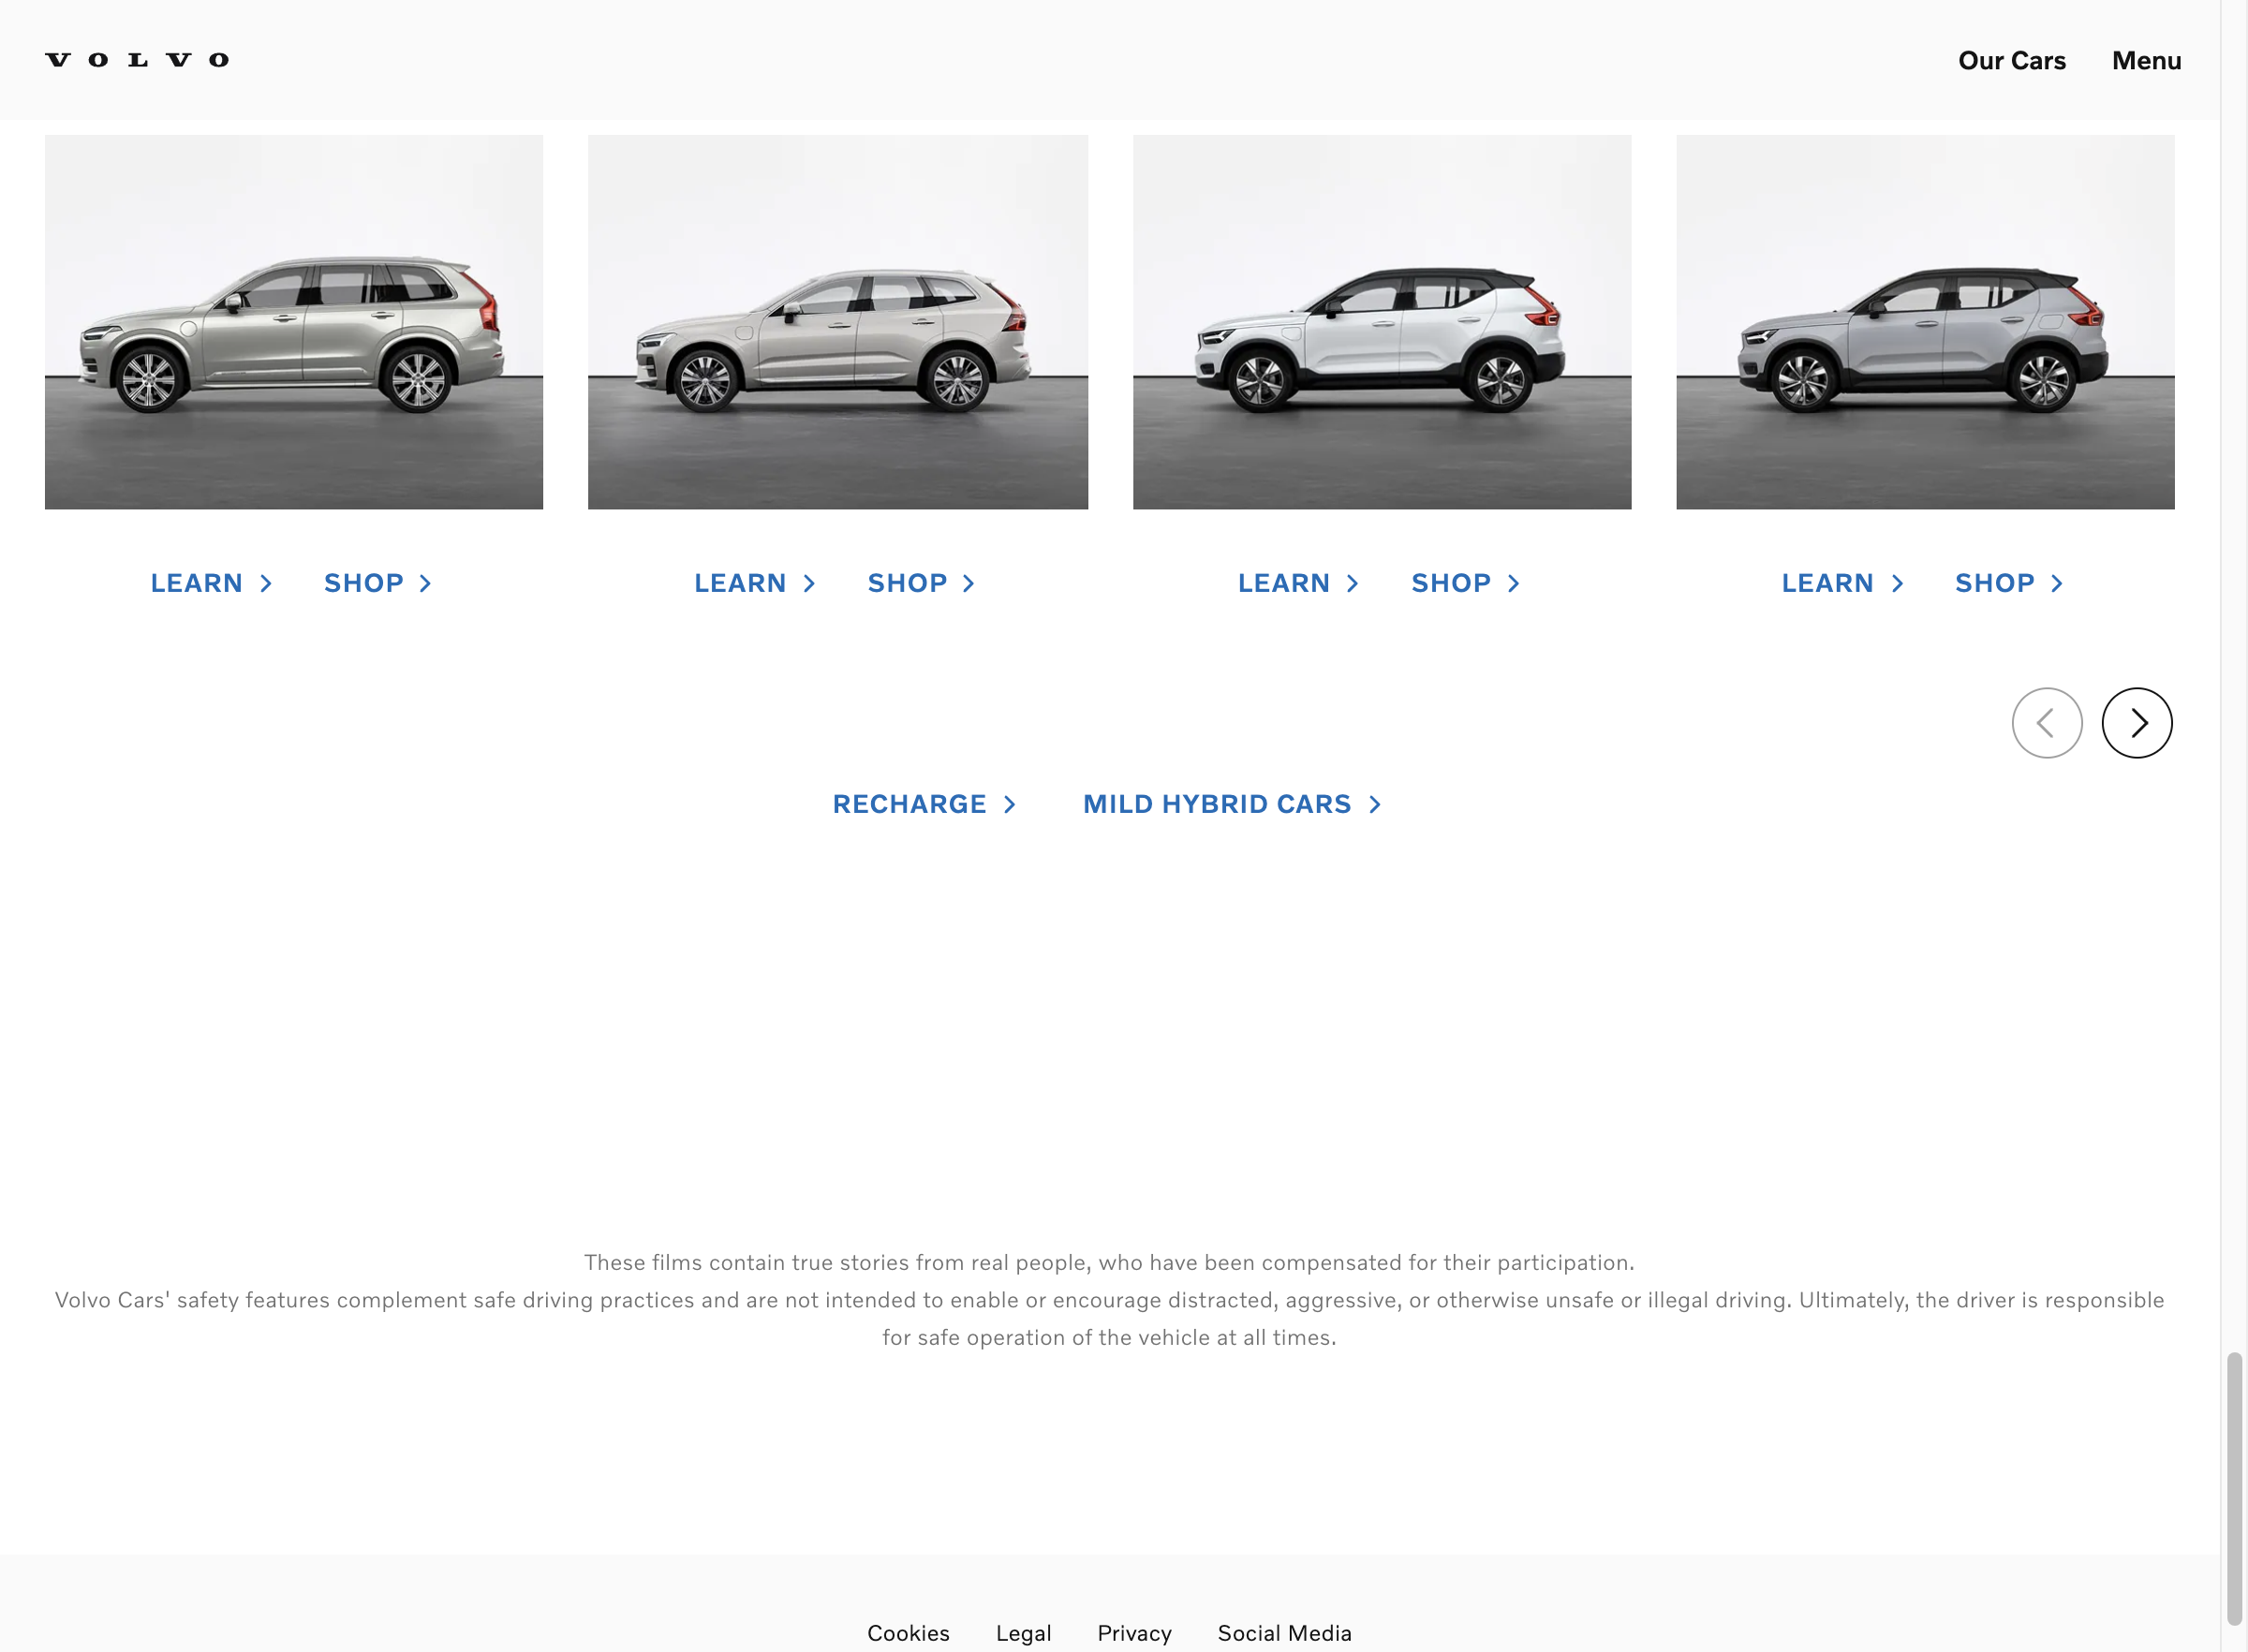 VOLVO
Our Cars Menu
LEARN SHOP LEARN SHOP LEARN SHOP LEARN SHOP
RECHARGE MILD HYBRID CARS
These films contain true stories from real people, who have been compensated for their participation.
Volvo Cars' safety features complement safe driving practices and are not intended to enable or encourage distracted, aggressive, or otherwise unsafe or illegal driving. Ultimately, the driver is responsible
for safe operation of the vehicle at all times.
Cookies Legal Privacy Social Media